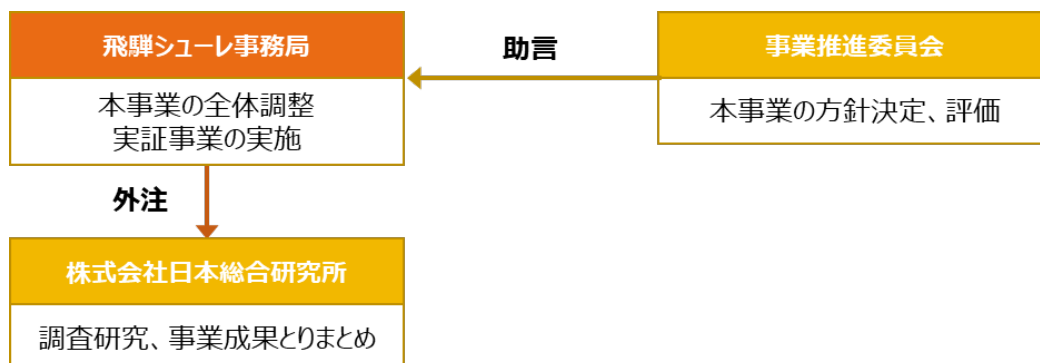 飛騨シューレ事務局
本事業の全体調整
実証事業の実施
助言
事業推進委員会
本事業の方針決定、評価
外注
株式会社日本総合研究所
調査研究、事業成果とりまとめ